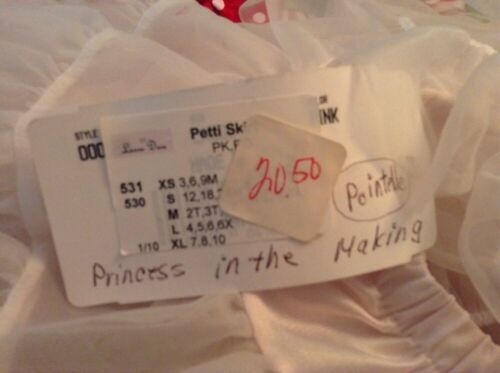 STYLE
000
INK
Petti Sk
PK.
20.50
531 XS 3,6,9M
530 S 12,18,
M 2T,3T
L 4,5,6,6X
1/10 XL 7,8,10
Princess in the Making